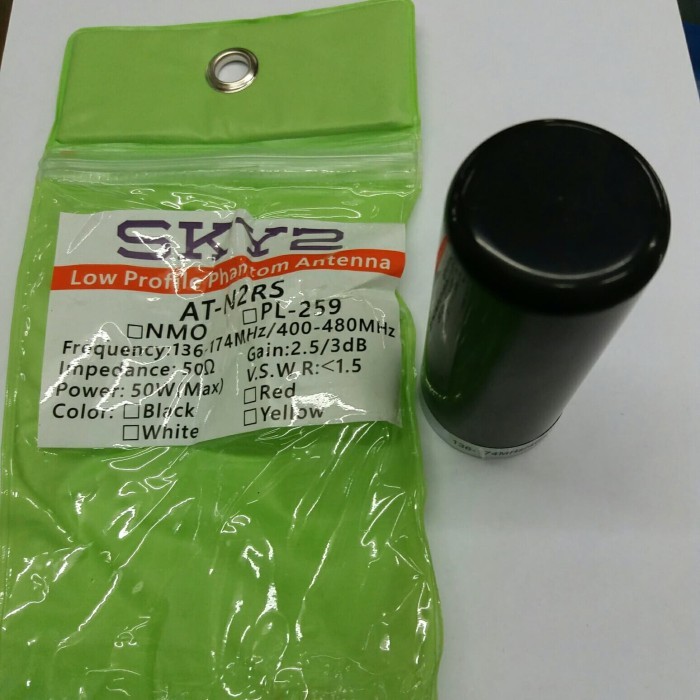 SKY2
Low Profile Phantom Antenna
AT-N2RS
☐NMO ☐PL-259
Frequency:136-174MHz/400-480MHz
Impedance: 50Ω Gain:2.5/3dB
Power: 50W(Max) V.S.W.R:<1.5
Color: ☐Black ☐Red
☐White ☐Yellow